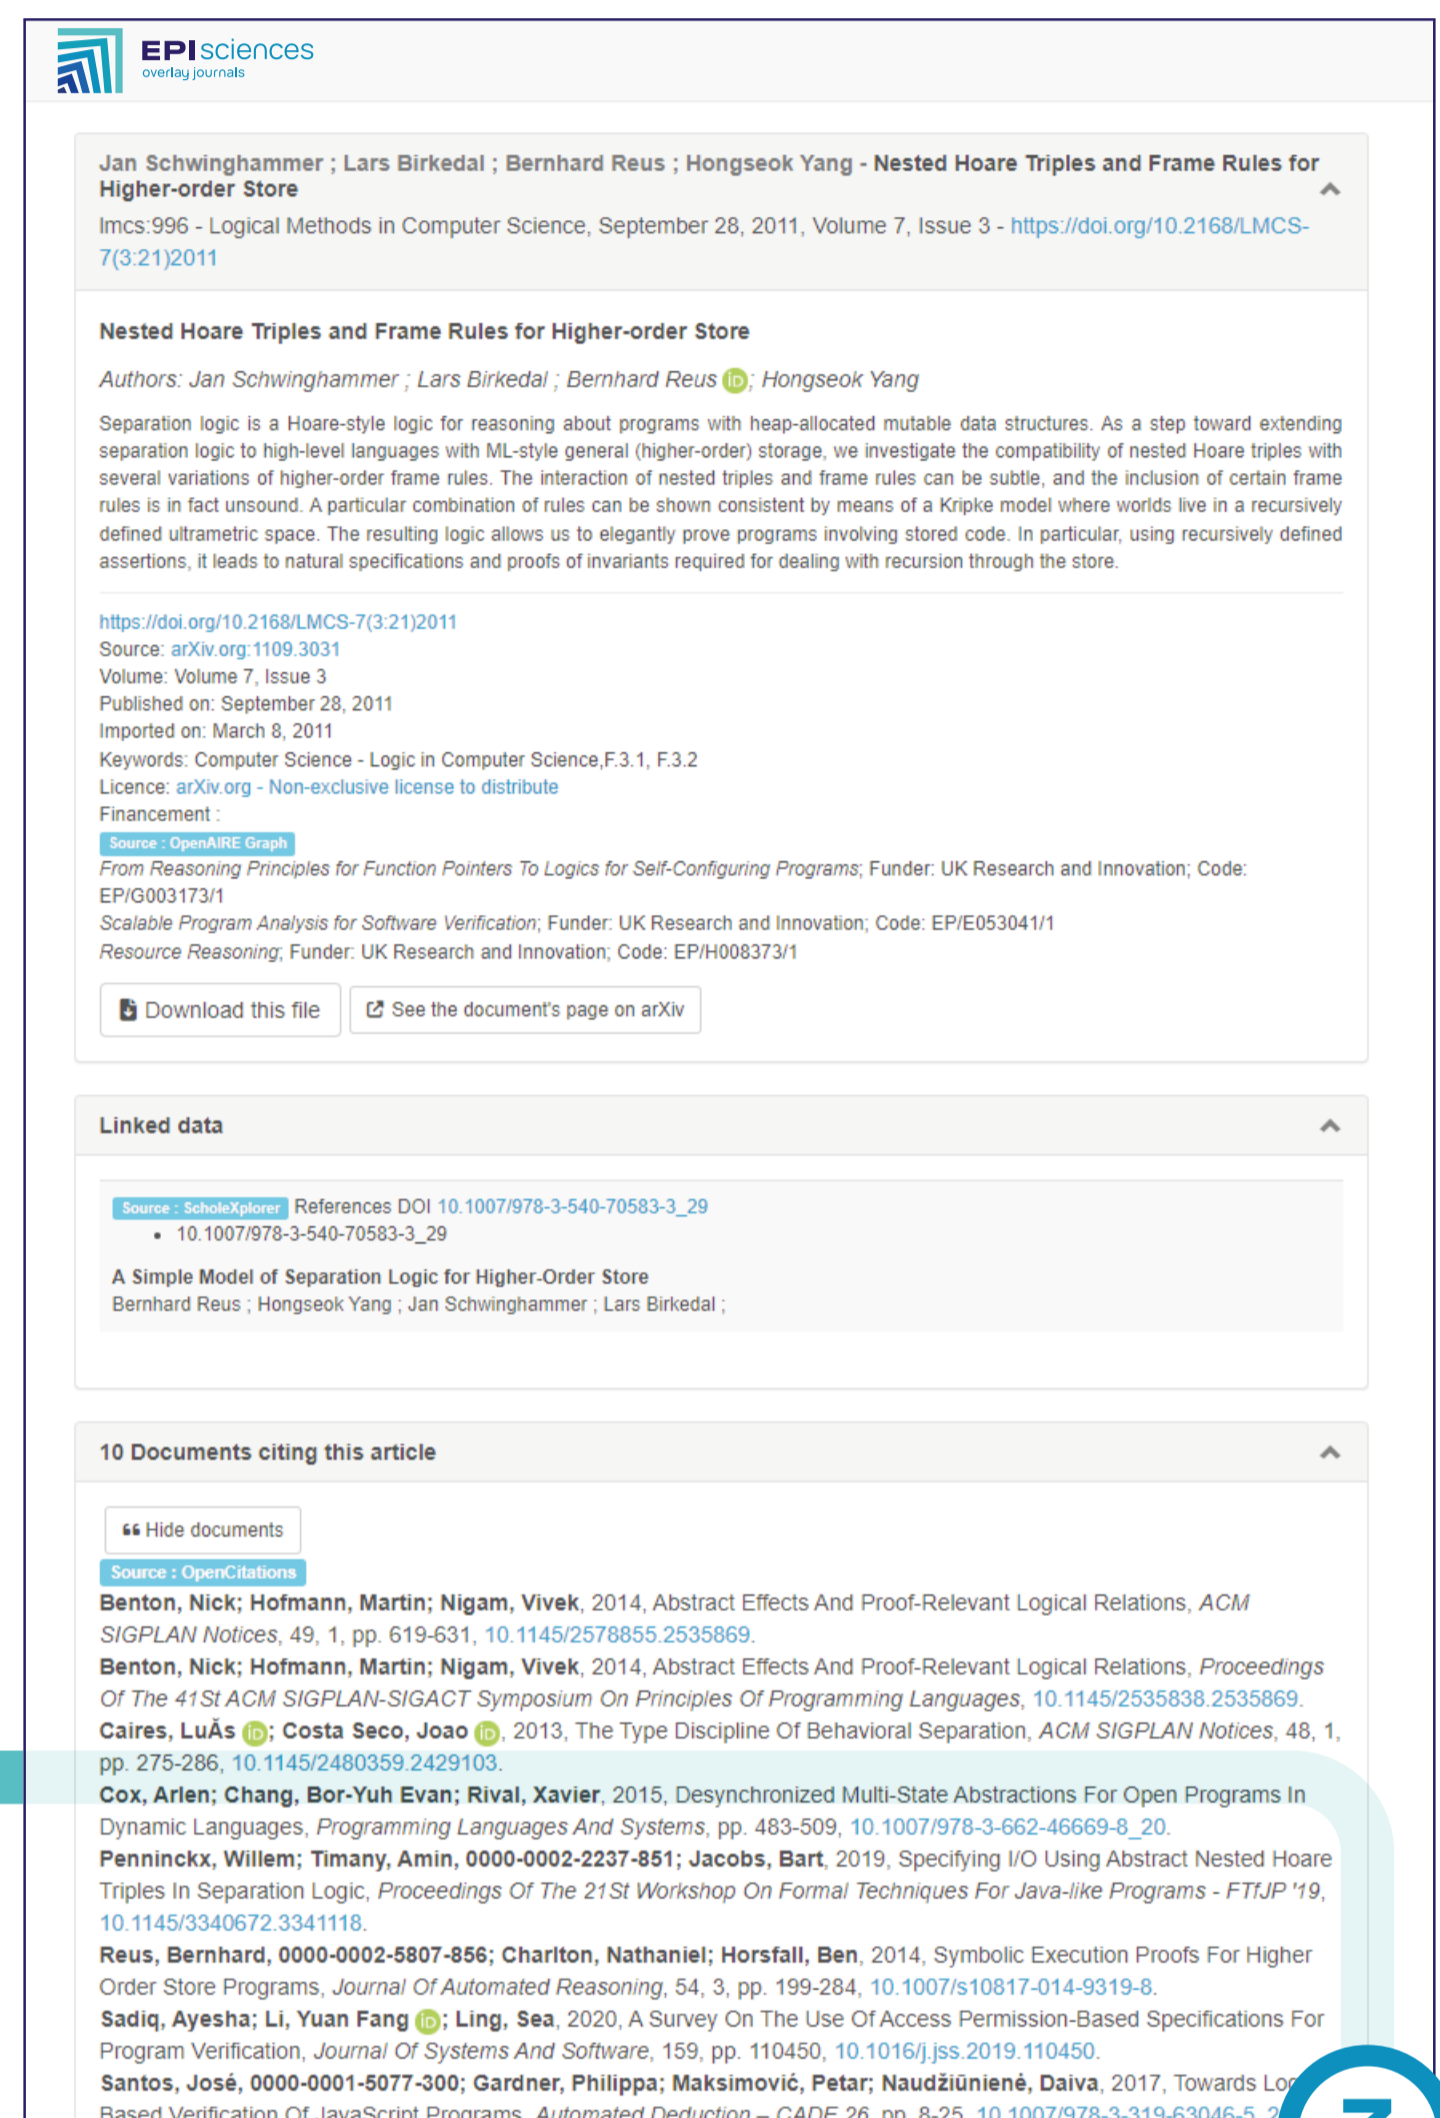 EPIsciences
overlay journals
Jan Schwinghammer ; Lars Birkedal ; Bernhard Reus ; Hongseok Yang - Nested Hoare Triples and Frame Rules for
Higher-order Store
lmcs:996 - Logical Methods in Computer Science, September 28, 2011, Volume 7, Issue 3 - https://doi.org/10.2168/LMCS-
7(3:21)2011
Nested Hoare Triples and Frame Rules for Higher-order Store
Authors: Jan Schwinghammer ; Lars Birkedal ; Bernhard Reus iD; Hongseok Yang
Separation logic is a Hoare-style logic for reasoning about programs with heap-allocated mutable data structures. As a step toward extending
separation logic to high-level languages with ML-style general (higher-order) storage, we investigate the compatibility of nested Hoare triples with
several variations of higher-order frame rules. The interaction of nested triples and frame rules can be subtle, and the inclusion of certain frame
rules is in fact unsound. A particular combination of rules can be shown consistent by means of a Kripke model where worlds live in a recursively
defined ultrametric space. The resulting logic allows us to elegantly prove programs involving stored code. In particular, using recursively defined
assertions, it leads to natural specifications and proofs of invariants required for dealing with recursion through the store.
https://doi.org/10.2168/LMCS-7(3:21)2011
Source: arXiv.org:1109.3031
Volume: Volume 7, Issue 3
Published on: September 28, 2011
Imported on: March 8, 2011
Keywords: Computer Science - Logic in Computer Science,F.3.1, F.3.2
Licence: arXiv.org - Non-exclusive license to distribute
Financement :
Source : OpenAIRE Graph
From Reasoning Principles for Function Pointers To Logics for Self-Configuring Programs; Funder: UK Research and Innovation; Code:
EP/G003173/1
Scalable Program Analysis for Software Verification; Funder: UK Research and Innovation; Code: EP/E053041/1
Resource Reasoning; Funder: UK Research and Innovation; Code: EP/H008373/1
Download this file See the document's page on arXiv
Linked data
Source : ScholeXplorer References DOI 10.1007/978-3-540-70583-3_29
• 10.1007/978-3-540-70583-3_29
A Simple Model of Separation Logic for Higher-Order Store
Bernhard Reus ; Hongseok Yang ; Jan Schwinghammer ; Lars Birkedal ;
10 Documents citing this article
Hide documents
Source : OpenCitations
Benton, Nick; Hofmann, Martin; Nigam, Vivek, 2014, Abstract Effects And Proof-Relevant Logical Relations, ACM
SIGPLAN Notices, 49, 1, pp. 619-631, 10.1145/2578855.2535869.
Benton, Nick; Hofmann, Martin; Nigam, Vivek, 2014, Abstract Effects And Proof-Relevant Logical Relations, Proceedings
Of The 41St ACM SIGPLAN-SIGACT Symposium On Principles Of Programming Languages, 10.1145/2535838.2535869.
Caires, LuÃs iD; Costa Seco, Joao iD, 2013, The Type Discipline Of Behavioral Separation, ACM SIGPLAN Notices, 48, 1,
pp. 275-286, 10.1145/2480359.2429103.
Cox, Arlen; Chang, Bor-Yuh Evan; Rival, Xavier, 2015, Desynchronized Multi-State Abstractions For Open Programs In
Dynamic Languages, Programming Languages And Systems, pp. 483-509, 10.1007/978-3-662-46669-8_20.
Penninckx, Willem; Timany, Amin, 0000-0002-2237-851; Jacobs, Bart, 2019, Specifying I/O Using Abstract Nested Hoare
Triples In Separation Logic, Proceedings Of The 21St Workshop On Formal Techniques For Java-like Programs - FTfJP '19,
10.1145/3340672.3341118.
Reus, Bernhard, 0000-0002-5807-856; Charlton, Nathaniel; Horsfall, Ben, 2014, Symbolic Execution Proofs For Higher
Order Store Programs, Journal Of Automated Reasoning, 54, 3, pp. 199-284, 10.1007/s10817-014-9319-8.
Sadiq, Ayesha; Li, Yuan Fang iD; Ling, Sea, 2020, A Survey On The Use Of Access Permission-Based Specifications For
Program Verification, Journal Of Systems And Software, 159, pp. 110450, 10.1016/j.jss.2019.110450.
Santos, José, 0000-0001-5077-300; Gardner, Philippa; Maksimović, Petar; Naudžiūnienė, Daiva, 2017, Towards
Based Verification Of JavaScript Programs, Automated Deduction – CADE 26, pp. 8-25, 10.1007/978-3-319-63046-5